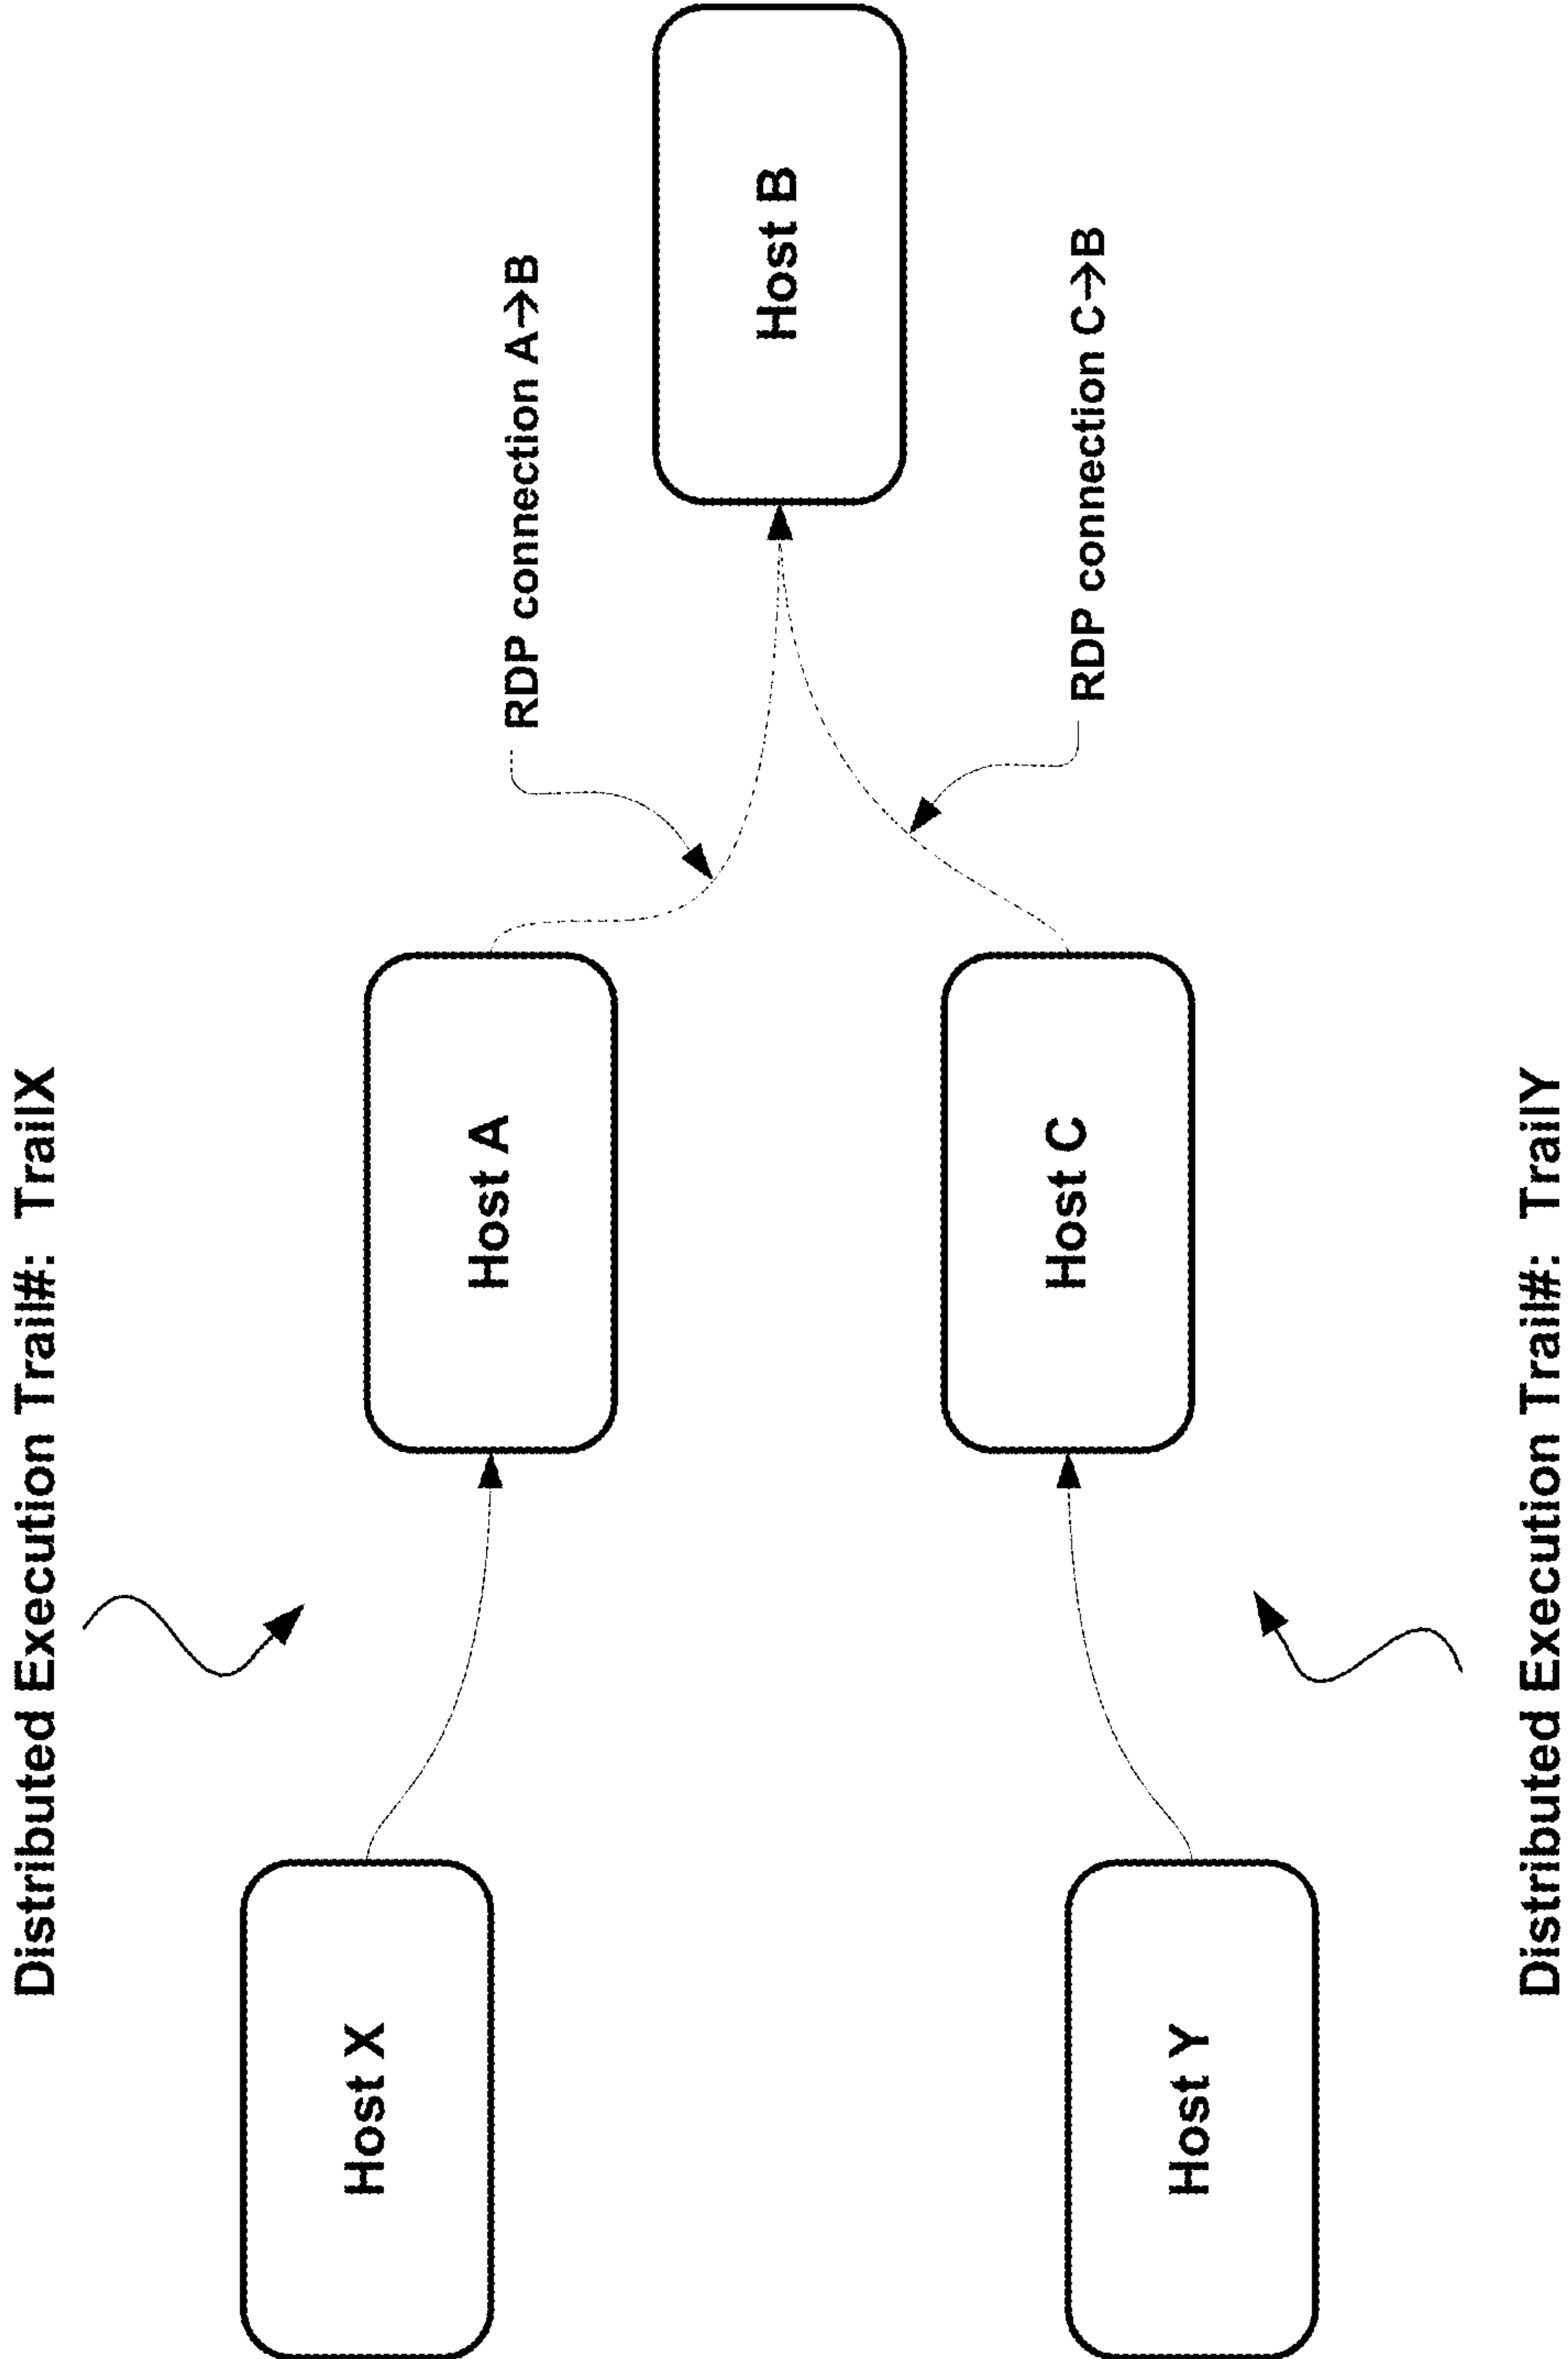 Distributed Execution Trail#: TrailX
Host X
Host A
RDP connection A→B
Host B
RDP connection C→B
Host Y
Host C
Distributed Execution Trail#: TrailY